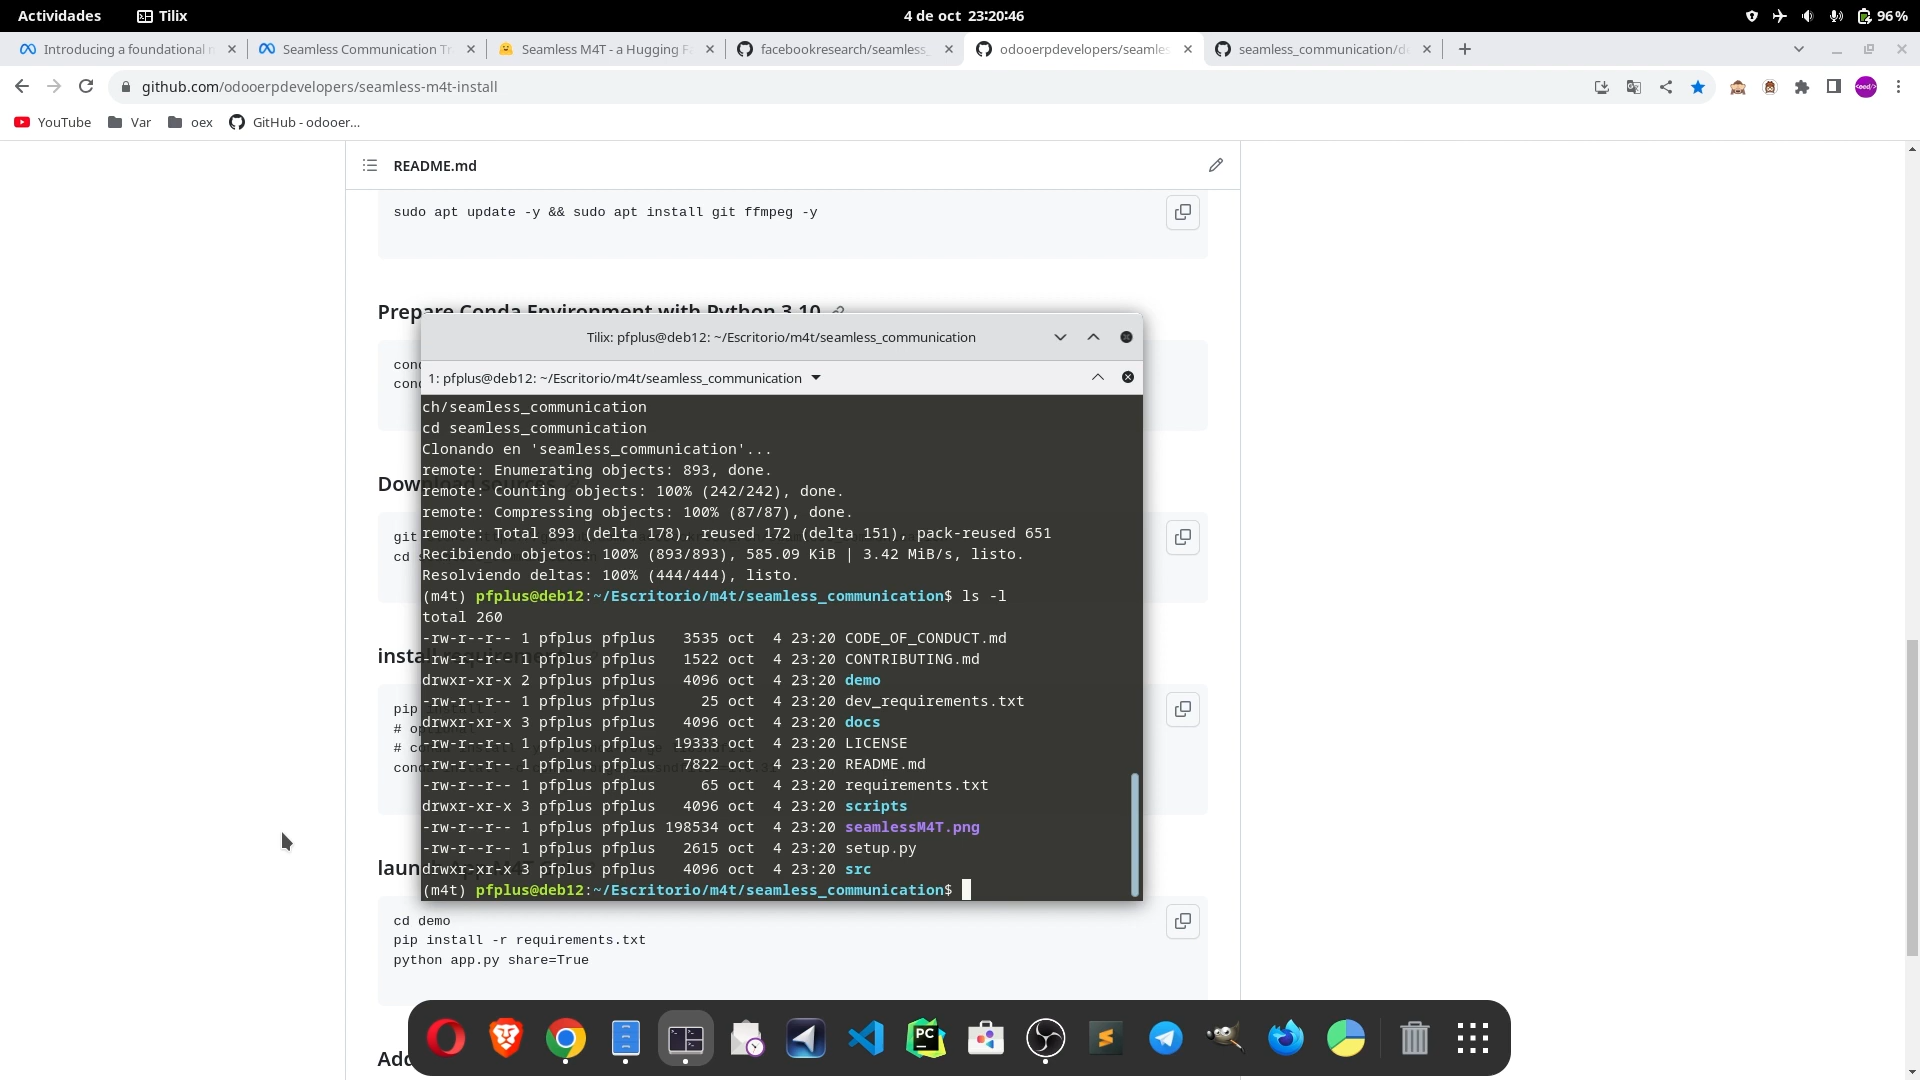 Actividades
Tilix
4 de oct 23:20:46
96 %
Introducing a foundational
Seamless Communication Tr
Seamless M4T - a Hugging Fa
facebookresearch/seamless_
odooerpdevelopers/seamles
seamless_communication/d
github.com/odooerpdevelopers/seamless-m4t-install
YouTube
Var
oex
GitHub - odooer...
README.md
sudo apt update -y && sudo apt install git ffmpeg -y
Prepare Conda Environment with Python 3.10
Tilix: pfplus@deb12: ~/Escritorio/m4t/seamless_communication
1: pfplus@deb12: ~/Escritorio/m4t/seamless_communication
ch/seamless_communication
cd seamless_communication
Clonando en 'seamless_communication'...
remote: Enumerating objects: 893, done.
remote: Counting objects: 100% (242/242), done.
remote: Compressing objects: 100% (87/87), done.
remote: Total 893 (delta 178), reused 172 (delta 151), pack-reused 651
Recibiendo objetos: 100% (893/893), 585.09 KiB | 3.42 MiB/s, listo.
Resolviendo deltas: 100% (444/444), listo.
(m4t) pfplus@deb12:~/Escritorio/m4t/seamless_communication$ ls -l
total 260
-rw-r--r-- 1 pfplus pfplus   3535 oct  4 23:20 CODE_OF_CONDUCT.md
-rw-r--r-- 1 pfplus pfplus   1522 oct  4 23:20 CONTRIBUTING.md
drwxr-xr-x 2 pfplus pfplus   4096 oct  4 23:20 demo
-rw-r--r-- 1 pfplus pfplus     25 oct  4 23:20 dev_requirements.txt
drwxr-xr-x 3 pfplus pfplus   4096 oct  4 23:20 docs
-rw-r--r-- 1 pfplus pfplus  19333 oct  4 23:20 LICENSE
-rw-r--r-- 1 pfplus pfplus   7822 oct  4 23:20 README.md
-rw-r--r-- 1 pfplus pfplus     65 oct  4 23:20 requirements.txt
drwxr-xr-x 3 pfplus pfplus   4096 oct  4 23:20 scripts
-rw-r--r-- 1 pfplus pfplus 198534 oct  4 23:20 seamlessM4T.png
-rw-r--r-- 1 pfplus pfplus   2615 oct  4 23:20 setup.py
drwxr-xr-x 3 pfplus pfplus   4096 oct  4 23:20 src
(m4t) pfplus@deb12:~/Escritorio/m4t/seamless_communication$
cd demo
pip install -r requirements.txt
python app.py share=True
PC